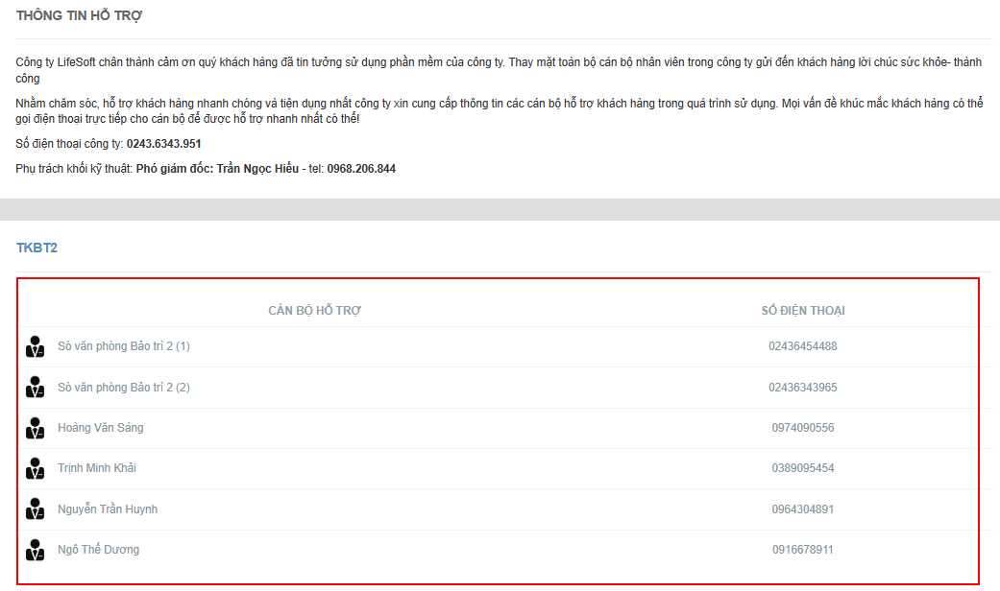 THÔNG TIN HỖ TRỢ
Công ty LifeSoft chân thành cảm ơn quý khách hàng đã tin tưởng sử dụng phần mềm của công ty. Thay mặt toàn bộ cán bộ nhân viên trong công ty gửi đến khách hàng lời chúc sức khỏe- thành
công
Nhằm chăm sóc, hỗ trợ khách hàng nhanh chóng và tiện dụng nhất công ty xin cung cấp thông tin các cán bộ hỗ trợ khách hàng trong quá trình sử dụng. Mọi vấn đề khúc mắc khách hàng có thể
gọi điện thoại trực tiếp cho cán bộ để được hỗ trợ nhanh nhất có thể!
Số điện thoại công ty: 0243.6343.951
Phụ trách khối kỹ thuật: Phó giám đốc: Trần Ngọc Hiếu - tel: 0968.206.844
TKBT2
CÁN BỘ HỖ TRỢ SỐ ĐIỆN THOẠI
Số văn phòng Bảo trì 2 (1) 02436454488
Số văn phòng Bảo trì 2 (2) 02436343965
Hoàng Văn Sáng 0974090556
Trịnh Minh Khải 0389095454
Nguyễn Trần Huynh 0964304891
Ngô Thế Dương 0916678911